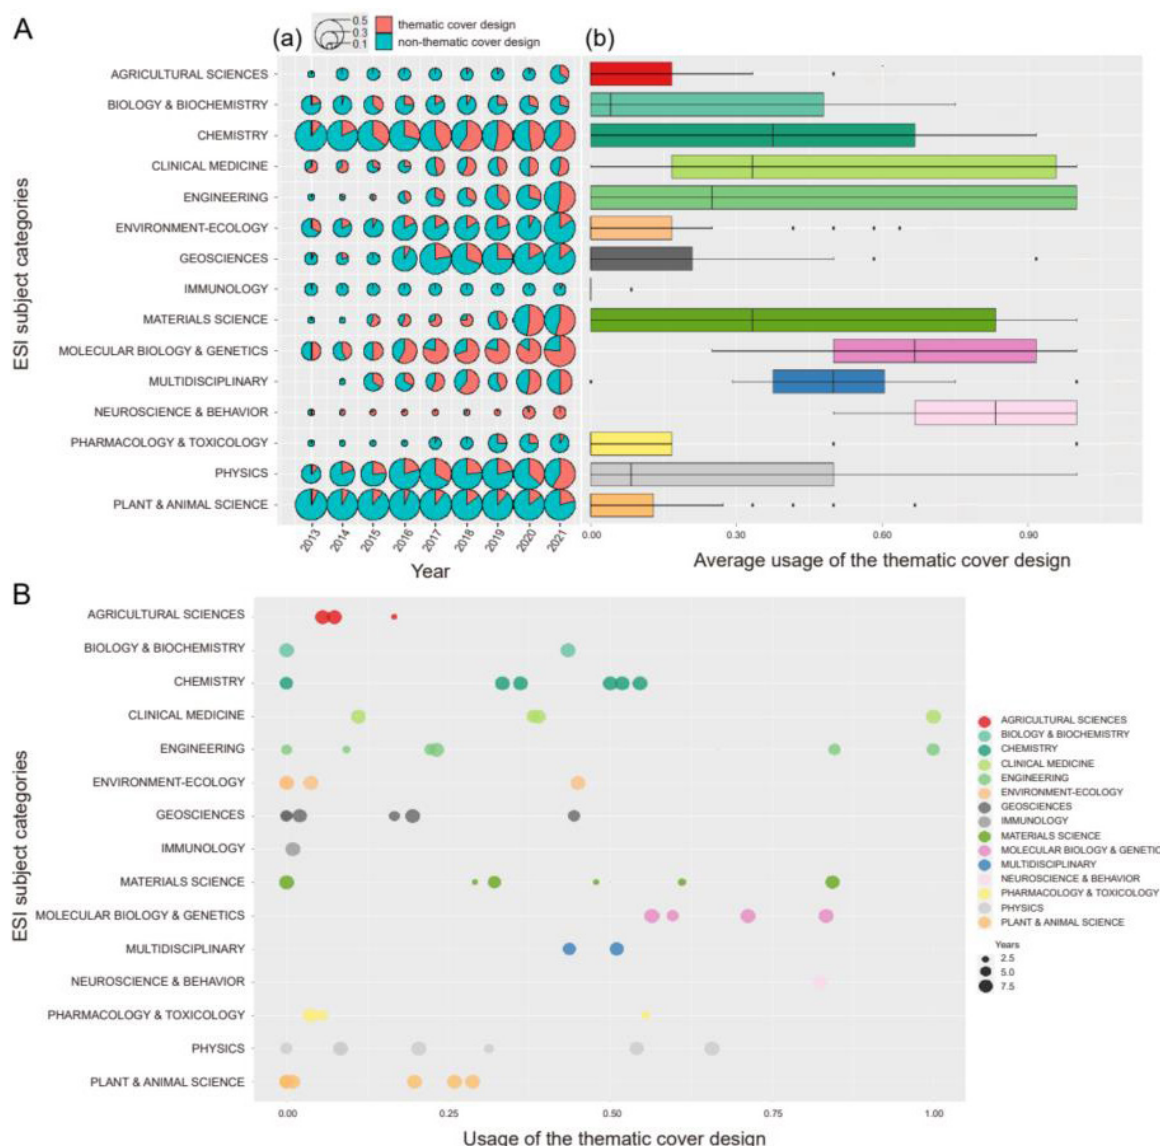 A
(a)
0.5
0.3
0.1
thematic cover design
non-thematic cover design
(b)
ESI subject categories
AGRICULTURAL SCIENCES
BIOLOGY & BIOCHEMISTRY
CHEMISTRY
CLINICAL MEDICINE
ENGINEERING
ENVIRONMENT-ECOLOGY
GEOSCIENCES
IMMUNOLOGY
MATERIALS SCIENCE
MOLECULAR BIOLOGY & GENETICS
MULTIDISCIPLINARY
NEUROSCIENCE & BEHAVIOR
PHARMACOLOGY & TOXICOLOGY
PHYSICS
PLANT & ANIMAL SCIENCE
2013 2014 2015 2016 2017 2018 2019 2020 2021
Year
0.00 0.30 0.60 0.90
Average usage of the thematic cover design
B
ESI subject categories
AGRICULTURAL SCIENCES
BIOLOGY & BIOCHEMISTRY
CHEMISTRY
CLINICAL MEDICINE
ENGINEERING
ENVIRONMENT-ECOLOGY
GEOSCIENCES
IMMUNOLOGY
MATERIALS SCIENCE
MOLECULAR BIOLOGY & GENETICS
MULTIDISCIPLINARY
NEUROSCIENCE & BEHAVIOR
PHARMACOLOGY & TOXICOLOGY
PHYSICS
PLANT & ANIMAL SCIENCE
0.00 0.25 0.50 0.75 1.00
Usage of the thematic cover design
AGRICULTURAL SCIENCES
BIOLOGY & BIOCHEMISTRY
CHEMISTRY
CLINICAL MEDICINE
ENGINEERING
ENVIRONMENT-ECOLOGY
GEOSCIENCES
IMMUNOLOGY
MATERIALS SCIENCE
MOLECULAR BIOLOGY & GENETIC
MULTIDISCIPLINARY
NEUROSCIENCE & BEHAVIOR
PHARMACOLOGY & TOXICOLOGY
PHYSICS
PLANT & ANIMAL SCIENCE
Years
2.5
5.0
7.5